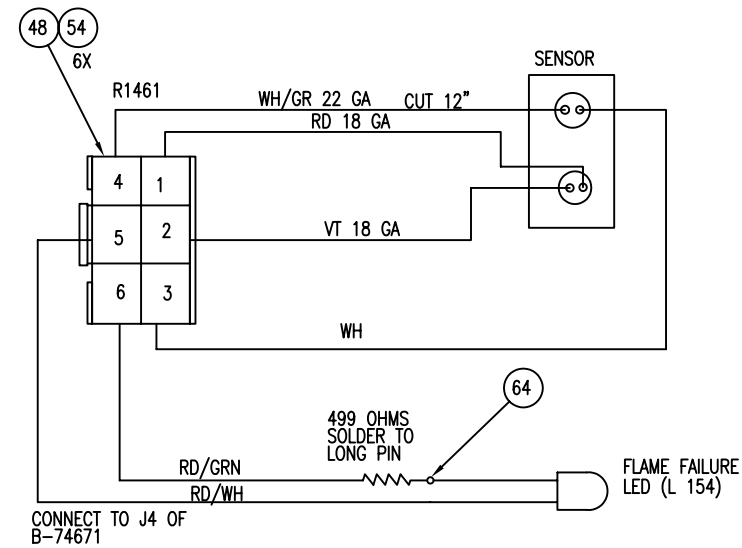 48 54
6X
SENSOR
R1461
WH/GR 22 GA CUT 12"
RD 18 GA
4 1
5 2
VT 18 GA
6 3
WH
64
499 OHMS
SOLDER TO
LONG PIN
RD/GRN
RD/WH
FLAME FAILURE
LED (L 154)
CONNECT TO J4 OF
B-74671